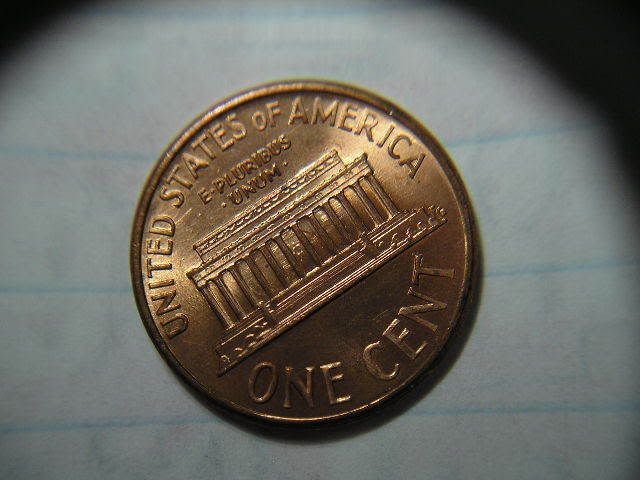 UNITED STATES OF AMERICA
E·PLURIBUS
·UNUM·
ONE CENT